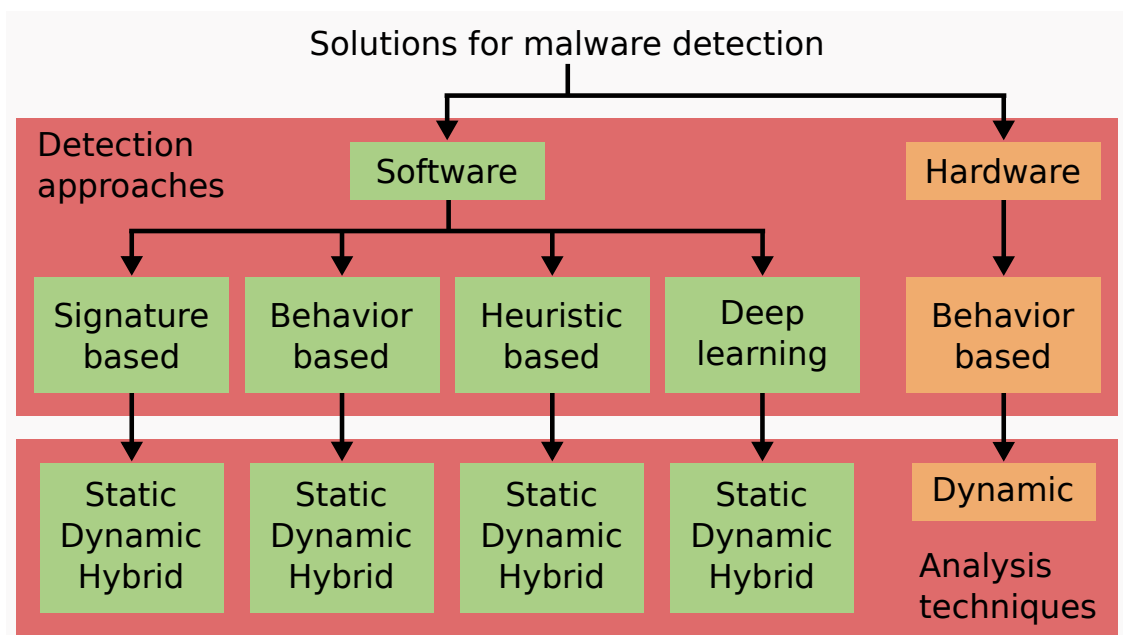 Solutions for malware detection
Detection
approaches
Software
Hardware
Signature
based
Behavior
based
Heuristic
based
Deep
learning
Behavior
based
Static
Dynamic
Hybrid
Static
Dynamic
Hybrid
Static
Dynamic
Hybrid
Static
Dynamic
Hybrid
Dynamic
Analysis
techniques